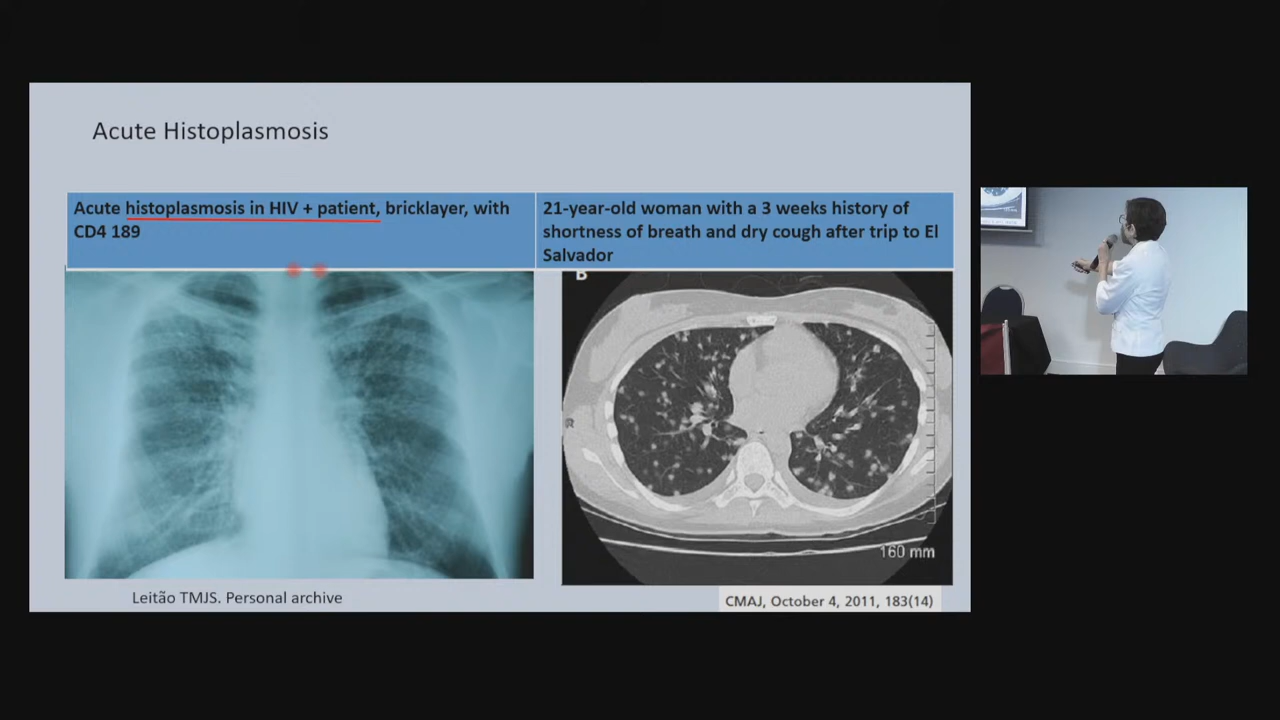 Acute Histoplasmosis
Acute histoplasmosis in HIV + patient, bricklayer, with
CD4 189
21-year-old woman with a 3 weeks history of
shortness of breath and dry cough after trip to El
Salvador
B
R
160 mm
Leitão TMJS. Personal archive
CMAJ, October 4, 2011, 183(14)